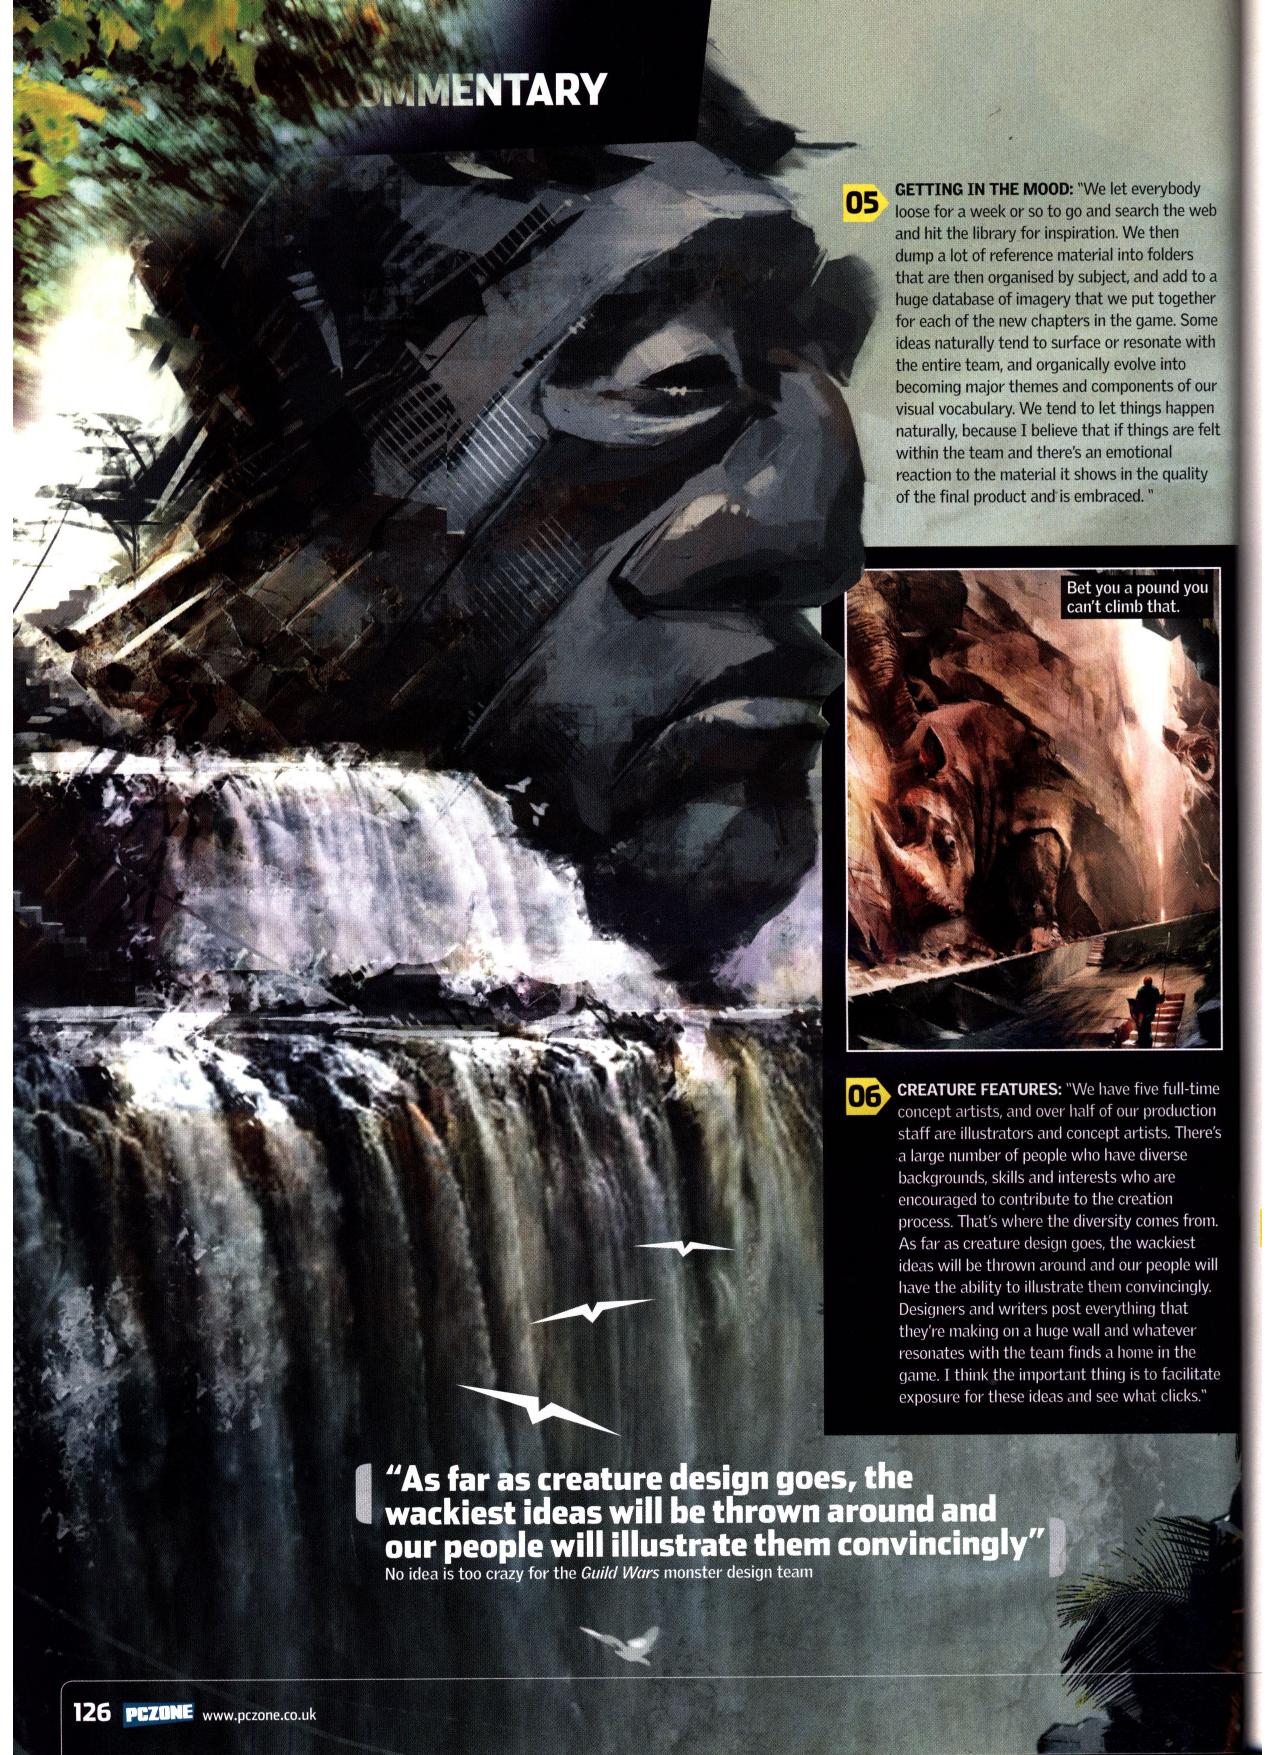 COMMENTARY
05
GETTING IN THE MOOD: "We let everybody
loose for a week or so to go and search the web
and hit the library for inspiration. We then
dump a lot of reference material into folders
that are then organised by subject, and add to a
huge database of imagery that we put together
for each of the new chapters in the game. Some
ideas naturally tend to surface or resonate with
the entire team, and organically evolve into
becoming major themes and components of our
visual vocabulary. We tend to let things happen
naturally, because I believe that if things are felt
within the team and there's an emotional
reaction to the material it shows in the quality
of the final product and is embraced. "
Bet you a pound you
can't climb that.
06
CREATURE FEATURES: "We have five full-time
concept artists, and over half of our production
staff are illustrators and concept artists. There's
a large number of people who have diverse
backgrounds, skills and interests who are
encouraged to contribute to the creation
process. That's where the diversity comes from.
As far as creature design goes, the wackiest
ideas will be thrown around and our people will
have the ability to illustrate them convincingly.
Designers and writers post everything that
they're making on a huge wall and whatever
resonates with the team finds a home in the
game. I think the important thing is to facilitate
exposure for these ideas and see what clicks."
"As far as creature design goes, the
wackiest ideas will be thrown around and
our people will illustrate them convincingly"
No idea is too crazy for the Guild Wars monster design team
126 PCZONE www.pczone.co.uk